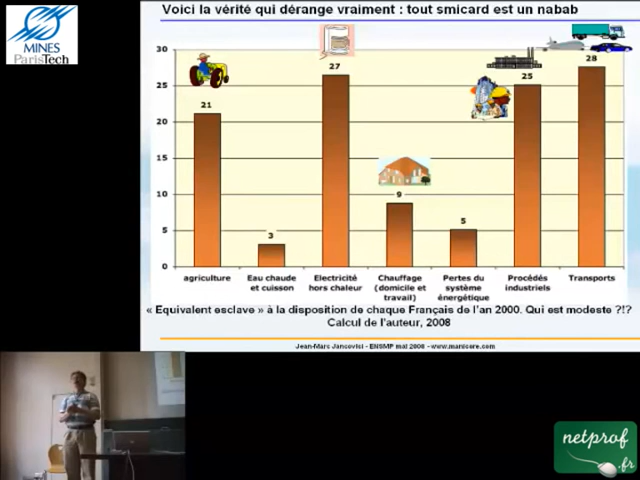 MINES
ParisTech
Voici la vérité qui dérange vraiment : tout smicard est un nabab
30
25
20
15
10
5
0
21
3
27
9
5
25
28
agriculture
Eau chaude
et cuisson
Electricité
hors chaleur
Chauffage
(domicile et
travail)
Pertes du
système
énergétique
Procédés
industriels
Transports
« Equivalent esclave » à la disposition de chaque Français de l'an 2000. Qui est modeste ?!?
Calcul de l'auteur, 2008
Jean-Marc Jancovici - ENSMP mai 2008 - www.manicore.com
netprof
.fr